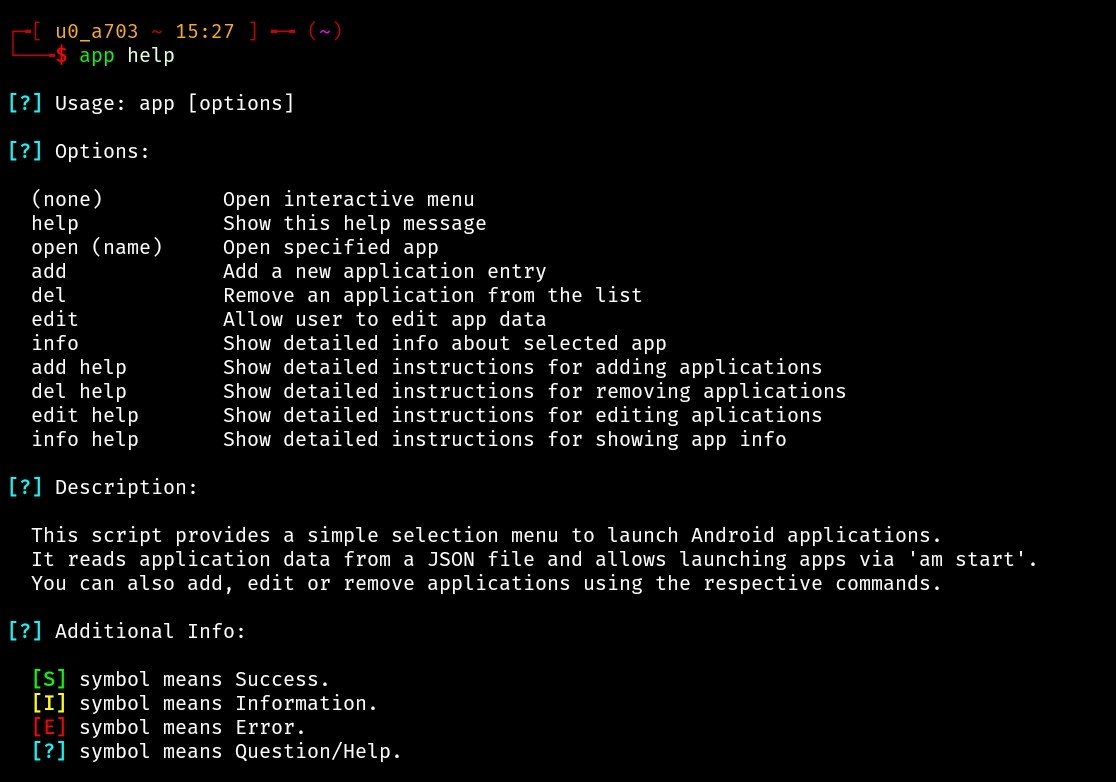 ┌─[ u0_a703 ~ 15:27 ] ── (~)
└───$ app help
[?] Usage: app [options]
[?] Options:
(none) Open interactive menu
help Show this help message
open (name) Open specified app
add Add a new application entry
del Remove an application from the list
edit Allow user to edit app data
info Show detailed info about selected app
add help Show detailed instructions for adding applications
del help Show detailed instructions for removing applications
edit help Show detailed instructions for editing aplications
info help Show detailed instructions for showing app info
[?] Description:
This script provides a simple selection menu to launch Android applications.
It reads application data from a JSON file and allows launching apps via 'am start'.
You can also add, edit or remove applications using the respective commands.
[?] Additional Info:
[S] symbol means Success.
[I] symbol means Information.
[E] symbol means Error.
[?] symbol means Question/Help.